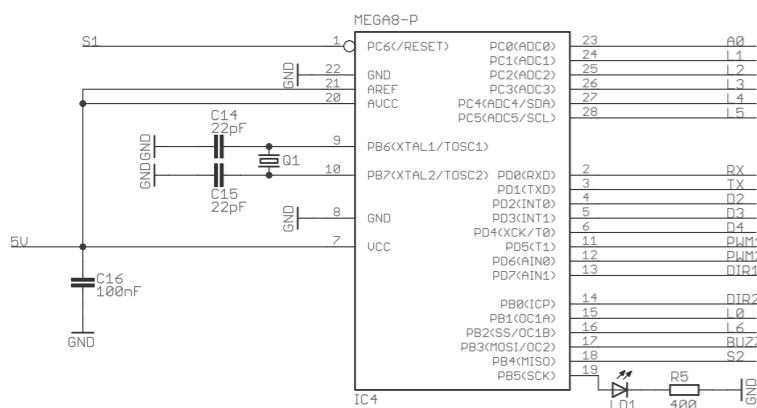 MEGA8-P
S1 1 PC6(/RESET) PC0(ADC0) 23 A0
PC1(ADC1) 24 L1
GND 22 GND PC2(ADC2) 25 L2
21 AREF PC3(ADC3) 26 L3
20 AVCC PC4(ADC4/SDA) 27 L4
PC5(ADC5/SCL) 28 L5
C14
22pF
GND 9 PB6(XTAL1/TOSC1)
Q1
GND 10 PB7(XTAL2/TOSC2) PD0(RXD) 2 RX
C15
22pF
PD1(TXD) 3 TX
PD2(INT0) 4 D2
GND 8 GND PD3(INT1) 5 D3
PD4(XCK/T0) 6 D4
5V 7 VCC PD5(T1) 11 PWM1
PD6(AIN0) 12 PWM2
PD7(AIN1) 13 DIR1
C16
100nF
PB0(ICP) 14 DIR2
PB1(OC1A) 15 L0
PB2(SS/OC1B) 16 L6
GND
PB3(MOSI/OC2) 17 BUZZ
PB4(MISO) 18 S2
PB5(SCK) 19
IC4
LD1
R5
400
GND